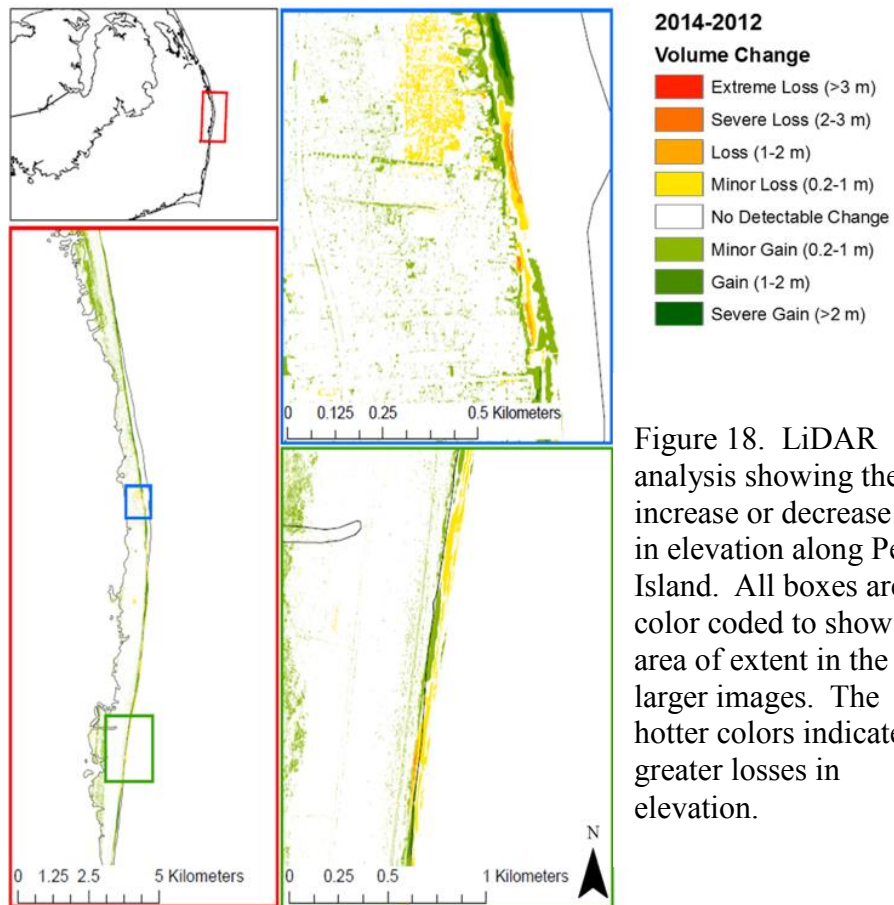 2014-2012
Volume Change
Extreme Loss (>3 m)
Severe Loss (2-3 m)
Loss (1-2 m)
Minor Loss (0.2-1 m)
No Detectable Change
Minor Gain (0.2-1 m)
Gain (1-2 m)
Severe Gain (>2 m)
0 0.125 0.25 0.5 Kilometers
0 1.25 2.5 5 Kilometers
0 0.25 0.5 1 Kilometers
N
Figure 18. LiDAR
analysis showing the
increase or decrease
in elevation along Pe
Island. All boxes are
color coded to show
area of extent in the
larger images. The
hotter colors indicate
greater losses in
elevation.